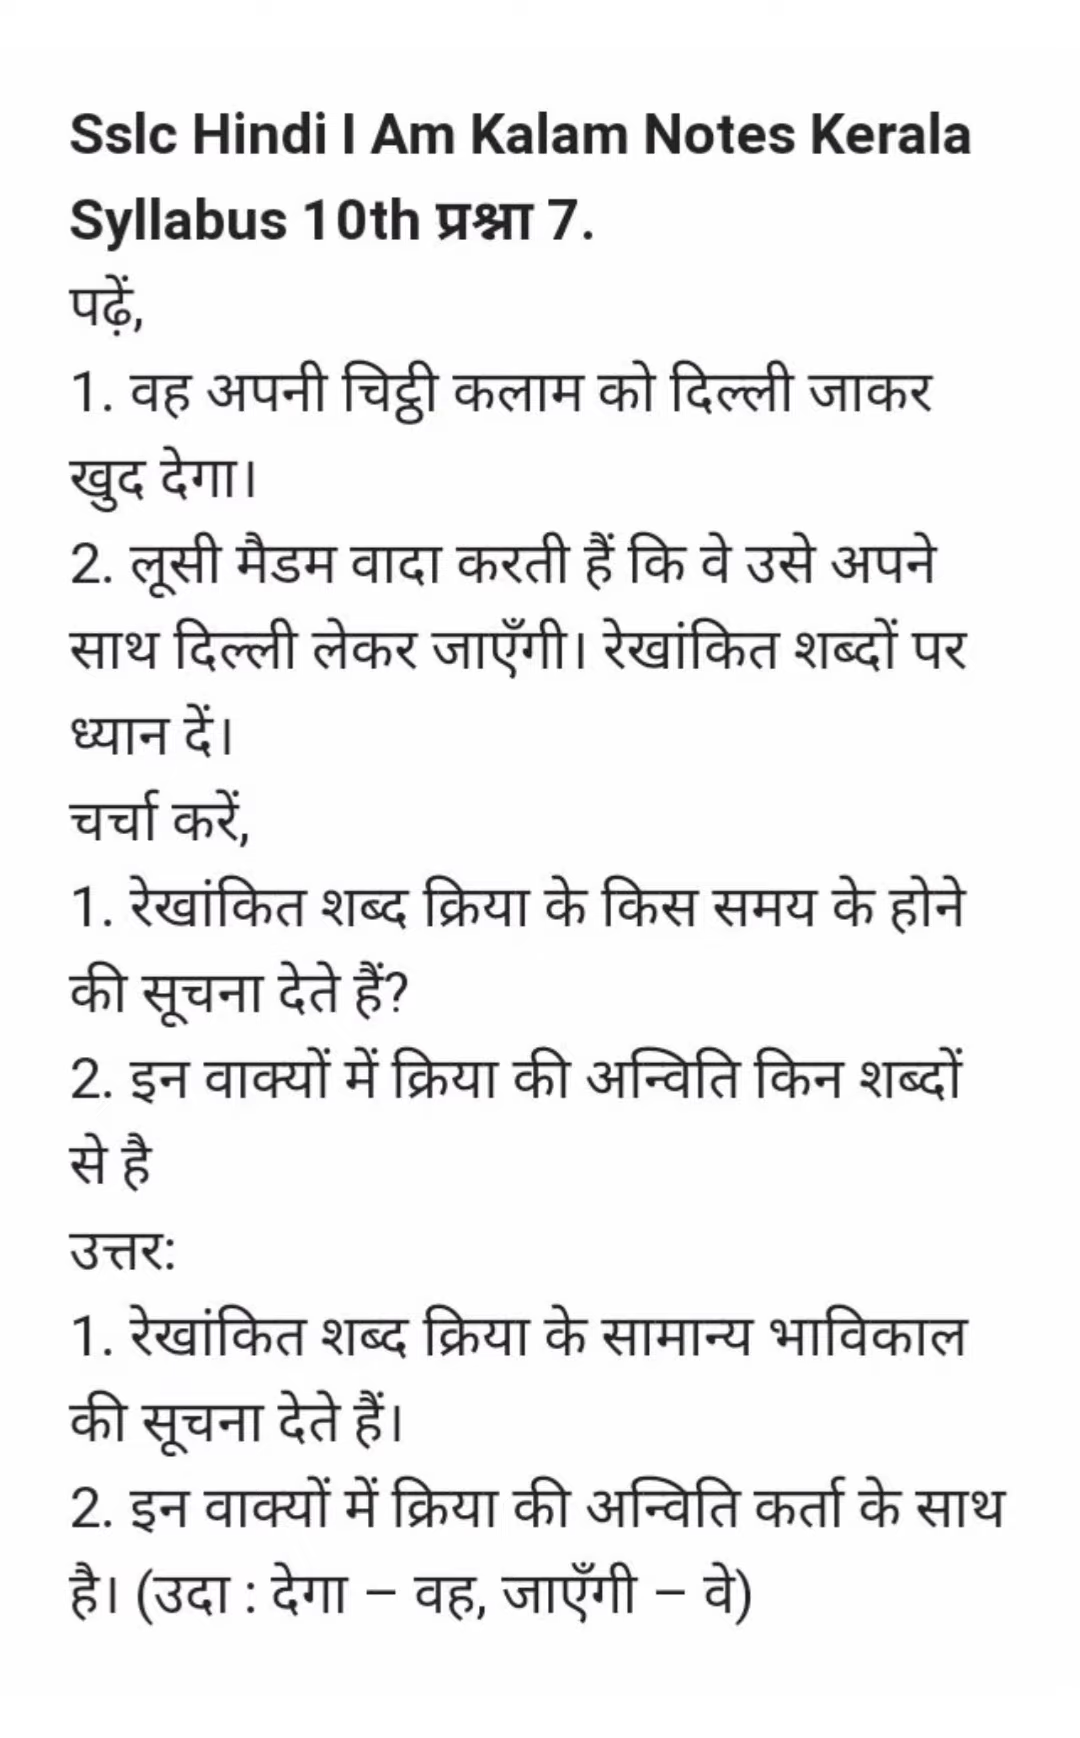 Sslc Hindi I Am Kalam Notes Kerala
Syllabus 10th प्रश्ना 7.
पढ़ें,
1. वह अपनी चिट्ठी कलाम को दिल्ली जाकर
खुद देगा।
2. लूसी मैडम वादा करती हैं कि वे उसे अपने
साथ दिल्ली लेकर जाएँगी। रेखांकित शब्दों पर
ध्यान दें।
चर्चा करें,
1. रेखांकित शब्द क्रिया के किस समय के होने
की सूचना देते हैं?
2. इन वाक्यों में क्रिया की अन्विति किन शब्दों
से है
उत्तर:
1. रेखांकित शब्द क्रिया के सामान्य भाविकाल
की सूचना देते हैं।
2. इन वाक्यों में क्रिया की अन्विति कर्ता के साथ
है। (उदा : देगा – वह, जाएँगी – वे)